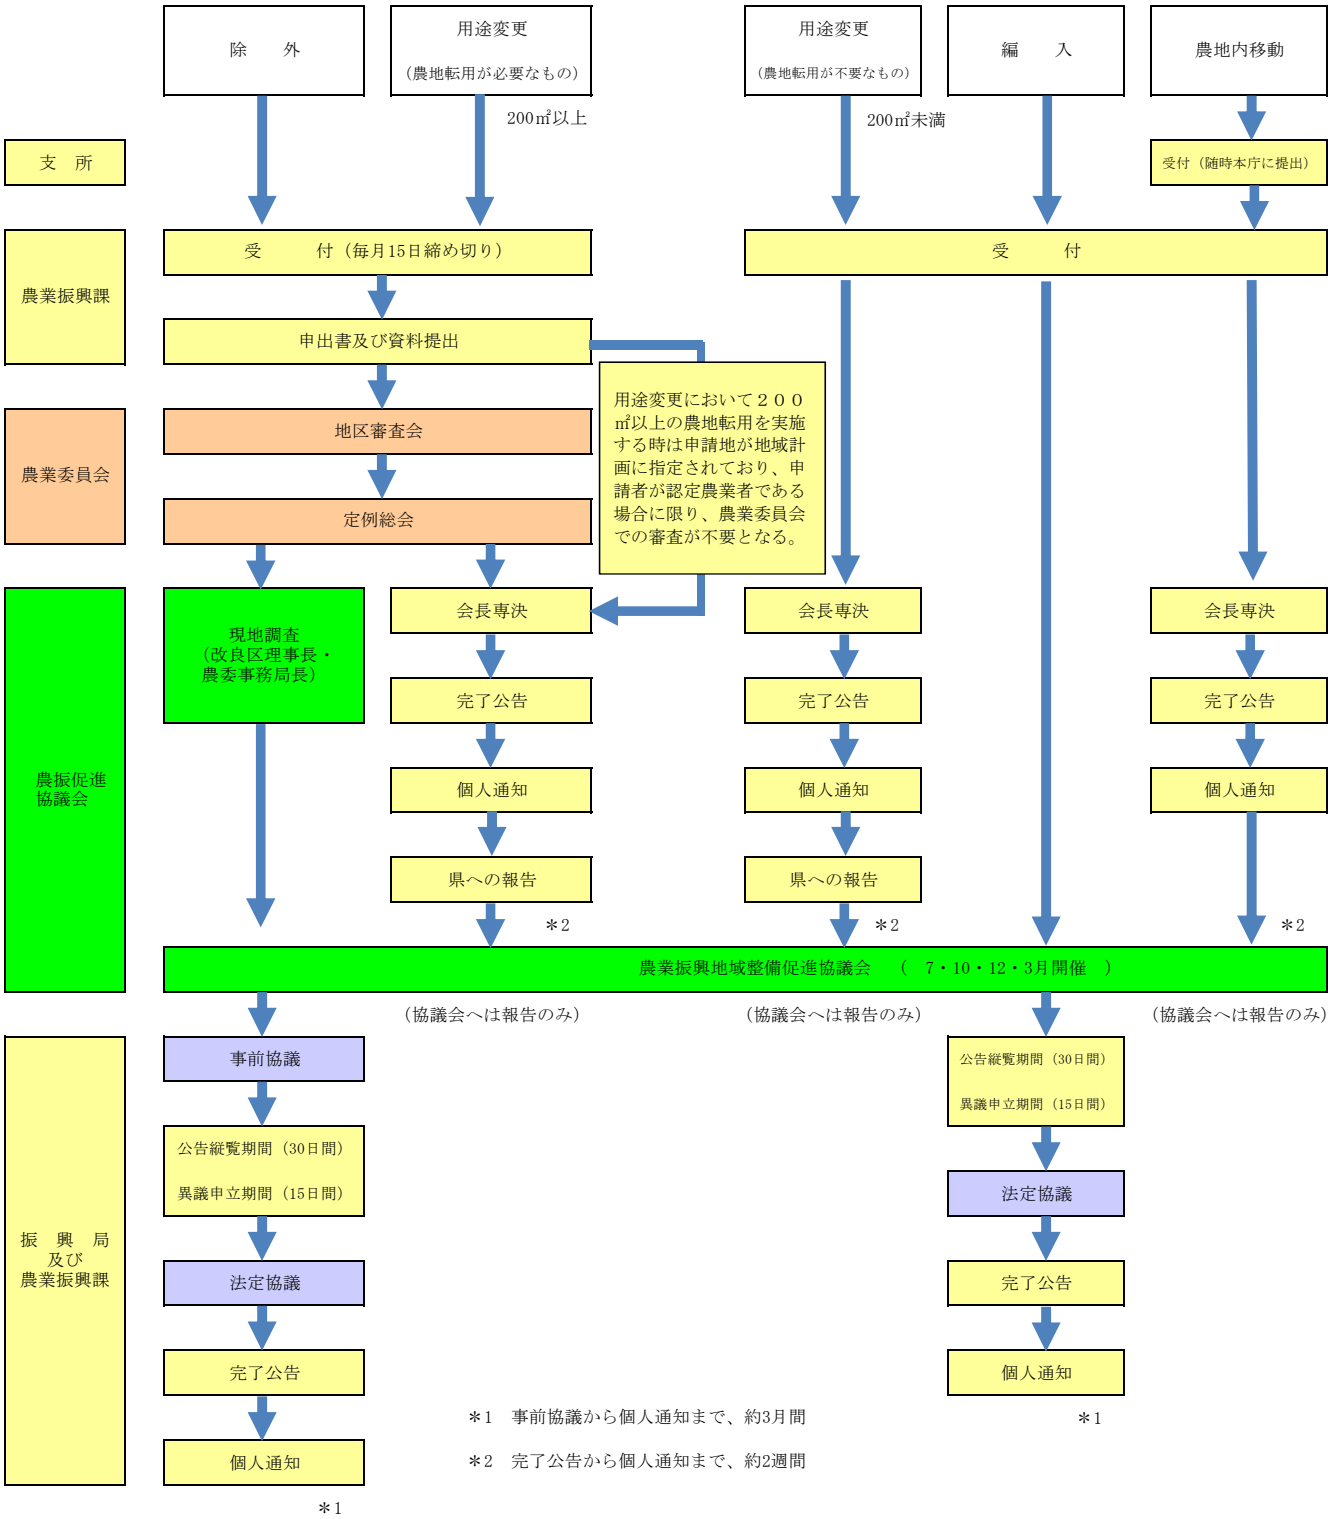 除　　外
用途変更
（農地転用が必要なもの）
用途変更
（農地転用が不要なもの）
編　　入
農地内移動
200㎡以上
200㎡未満
支　所
受付（随時本庁に提出）
農業振興課
受　　　付（毎月15日締め切り）
受　　　付
申出書及び資料提出
用途変更において２００
㎡以上の農地転用を実施
する時は申請地が地域計
画に指定されており、申
請者が認定農業者である
場合に限り、農業委員会
での審査が不要となる。
農業委員会
地区審査会
定例総会
農振促進
協議会
現地調査
（改良区理事長・
農委事務局長）
会長専決
会長専決
会長専決
完了公告
完了公告
完了公告
個人通知
個人通知
個人通知
県への報告
県への報告
＊2
＊2
＊2
農業振興地域整備促進協議会　（　7・10・12・3月開催　）
（協議会へは報告のみ）
（協議会へは報告のみ）
（協議会へは報告のみ）
振　興　局
及び
農業振興課
事前協議
公告縦覧期間（30日間）
異議申立期間（15日間）
法定協議
完了公告
個人通知
＊1
公告縦覧期間（30日間）
異議申立期間（15日間）
法定協議
完了公告
個人通知
＊1
＊1　事前協議から個人通知まで、約3月間
＊2　完了公告から個人通知まで、約2週間